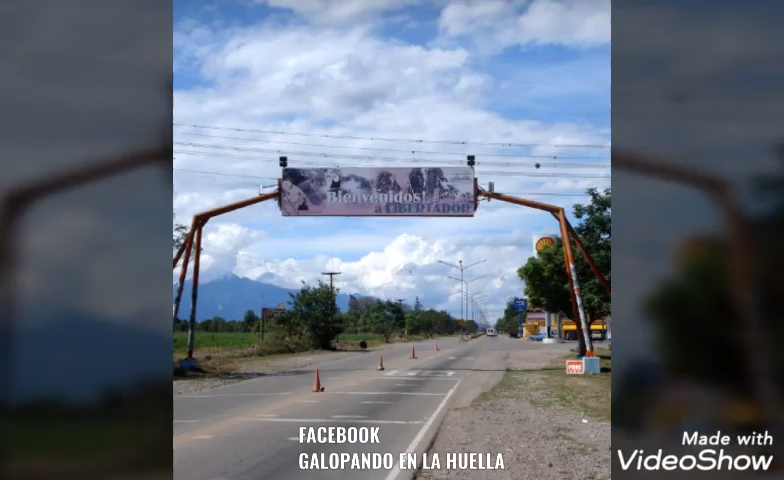 Bienvenidos!
a LIBERTADOR
FACEBOOK
GALOPANDO EN LA HUELLA
Made with
VideoShow